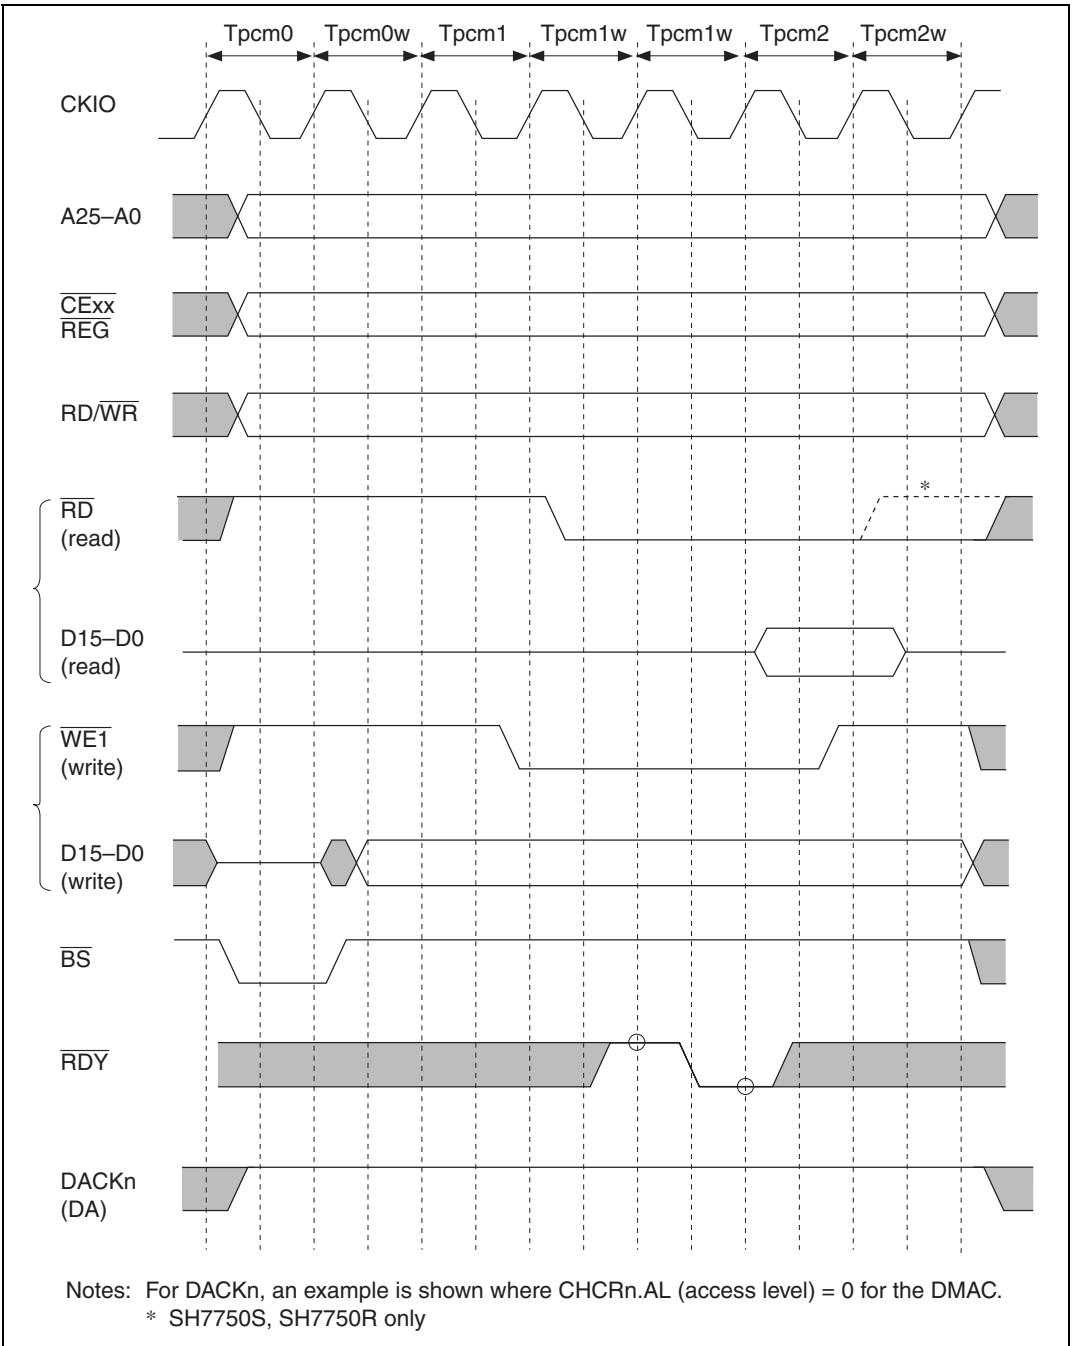 Tpcm0 Tpcm0w Tpcm1 Tpcm1w Tpcm1w Tpcm2 Tpcm2w
CKIO
A25–A0
CExx
REG
RD/WR
*
RD
(read)
D15–D0
(read)
WE1
(write)
D15–D0
(write)
BS
RDY
DACKn
(DA)
Notes: For DACKn, an example is shown where CHCRn.AL (access level) = 0 for the DMAC.
* SH7750S, SH7750R only